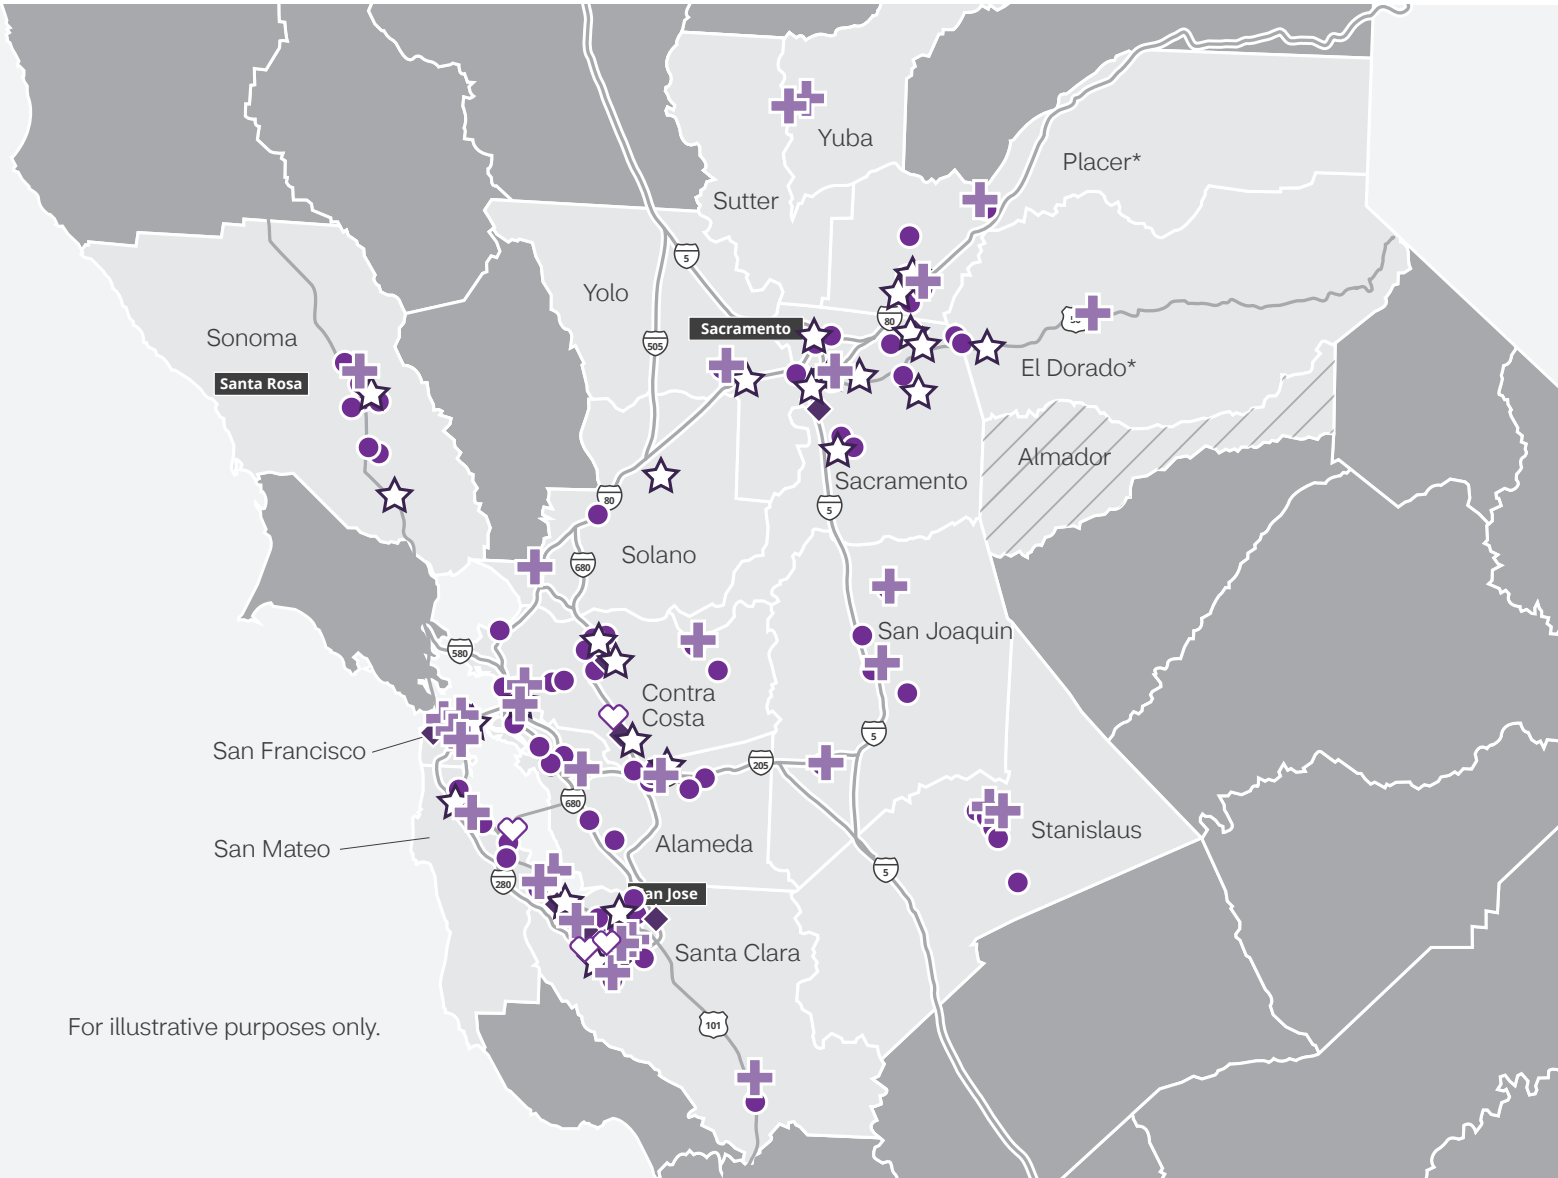 Yuba
Placer*
Sutter
5
Yolo
80
Sacramento
Sonoma
505
El Dorado*
Santa Rosa
Almador
Sacramento
80
5
Solano
680
San Joaquin
580
Contra
Costa
5
San Francisco
205
680
Stanislaus
San Mateo
Alameda
5
280
an Jose
Santa Clara
101
For illustrative purposes only.